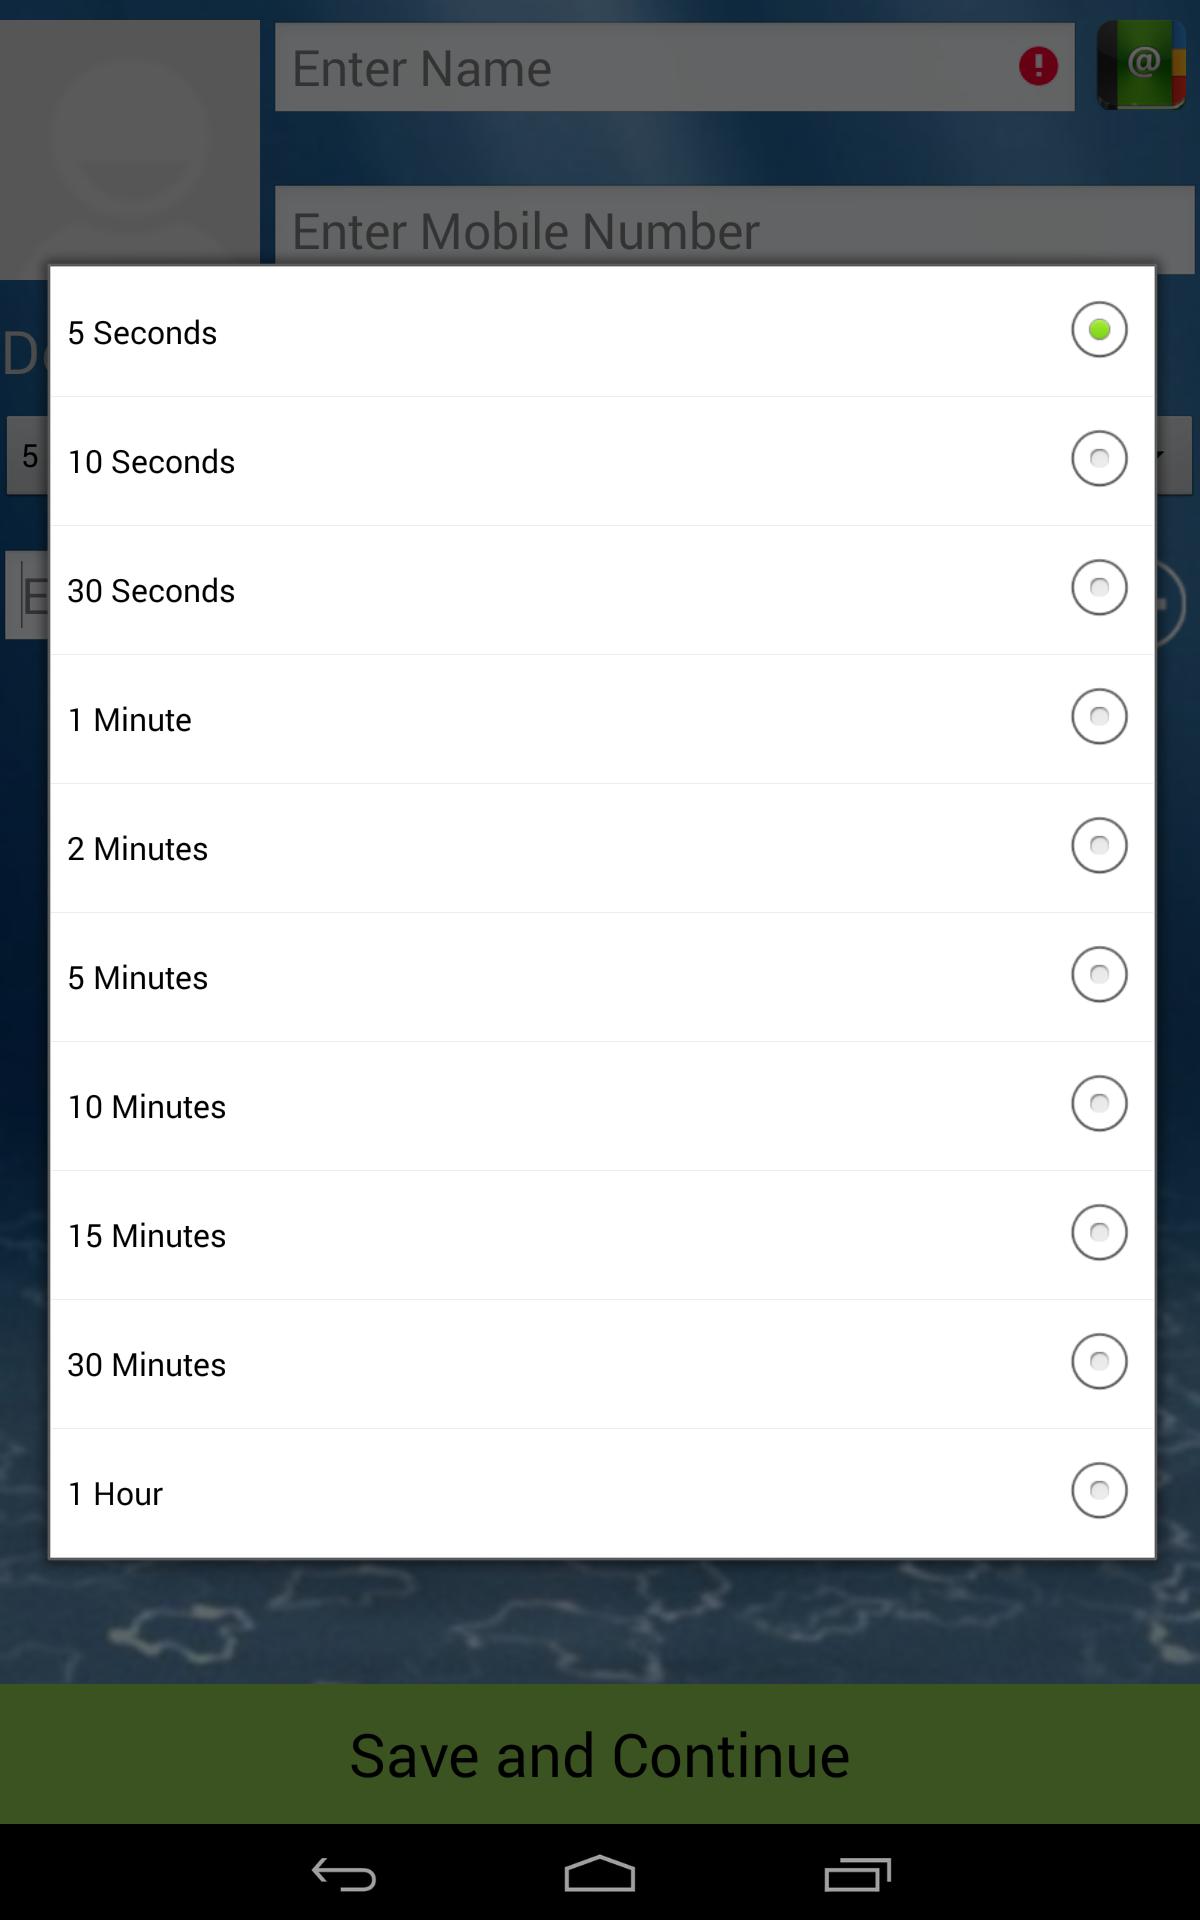 Enter Name
@
Enter Mobile Number
5 Seconds
10 Seconds
5
30 Seconds
1 Minute
2 Minutes
5 Minutes
10 Minutes
15 Minutes
30 Minutes
1 Hour
Save and Continue